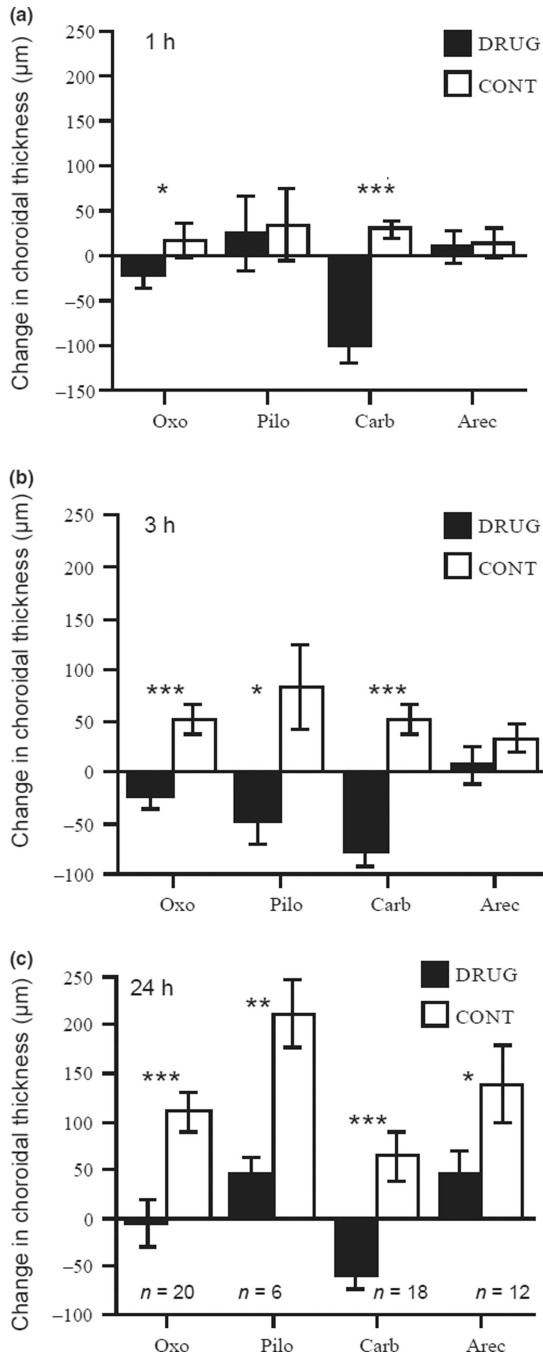 (a)
Change in choroidal thickness (µm)
250
200
150
100
50
0
−50
−100
−150
1 h
DRUG
CONT
*
***
Oxo Pilo Carb Arec
(b)
Change in choroidal thickness (µm)
250
200
150
100
50
0
−50
−100
3 h
DRUG
CONT
*** * ***
Oxo Pilo Carb Arec
(c)
Change in choroidal thickness (µm)
250
200
150
100
50
0
−50
−100
24 h
DRUG
CONT
**
***
***
*
n = 20 n = 6 n = 18 n = 12
Oxo Pilo Carb Arec